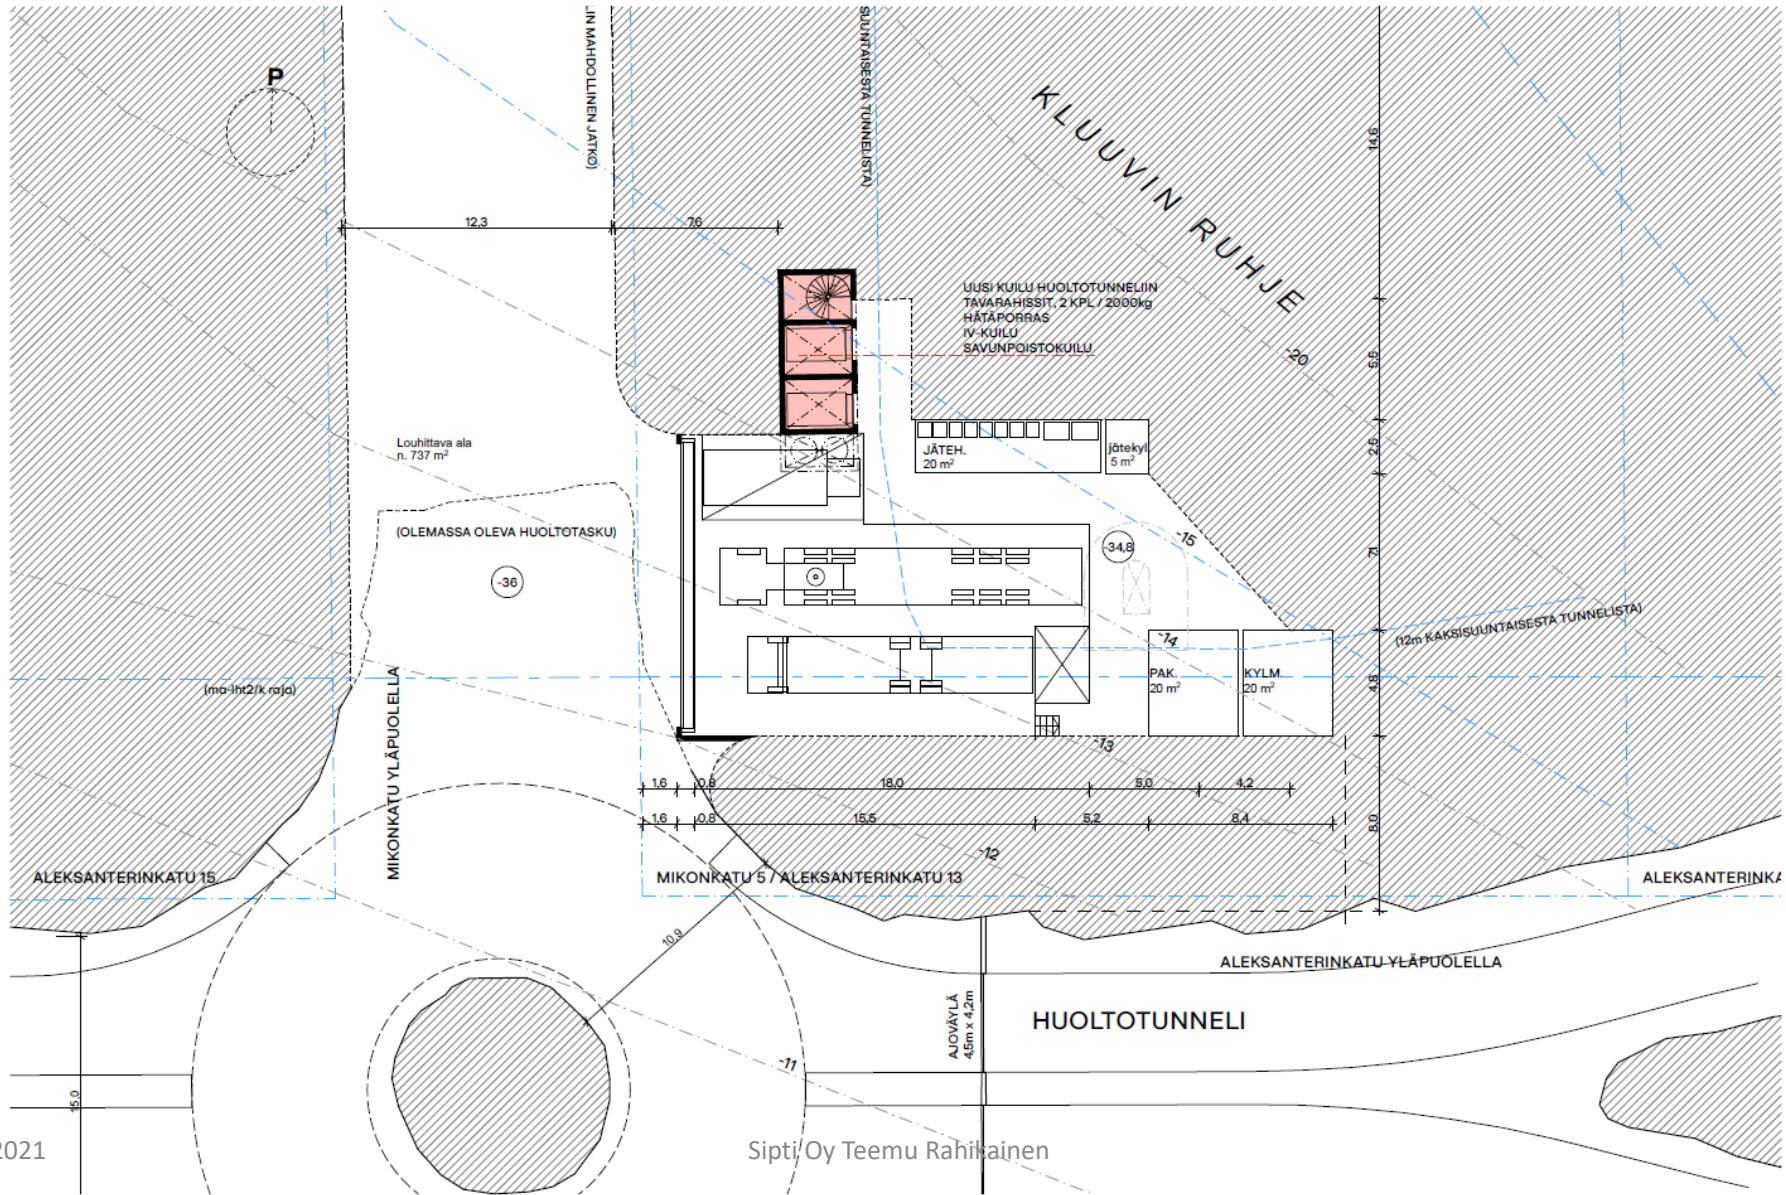 P
LIN MAHDOLLINEN JATKO)
SUUNTAISESTA TUNNELISTA)
KLUUVIN RUHJE
14,6
12,3
7,6
UUSI KUILU HUOLTOTUNNELIIN
TAVARAHISSIT, 2 KPL / 2000kg
HÄTÄPORRAS
IV-KUILU
SAVUNPOISTOKUILU
-20
5,5
Louhittava ala
n. 737 m²
JÄTEH.
20 m²
jätekyl.
5 m²
2,5
(OLEMASSA OLEVA HUOLTOTASKU)
-36
-34,8
-15
7,1
(12m KAKSISUUNTAISESTA TUNNELISTA)
-14
PAK.
20 m²
KYLM.
20 m²
4,8
(ma-lht2/k raja)
MIKONKATU YLÄPUOLELLA
-13
1,6
0,8
18,0
5,0
4,2
1,6
0,8
15,5
5,2
8,4
8,0
-12
ALEKSANTERINKATU 15
MIKONKATU 5 / ALEKSANTERINKATU 13
ALEKSANTERINKA
10,9
ALEKSANTERINKATU YLÄPUOLELLA
AJOVÄYLÄ
4,5m x 4,2m
HUOLTOTUNNELI
-11
15,0
2021
Sipti Oy Teemu Rahikainen